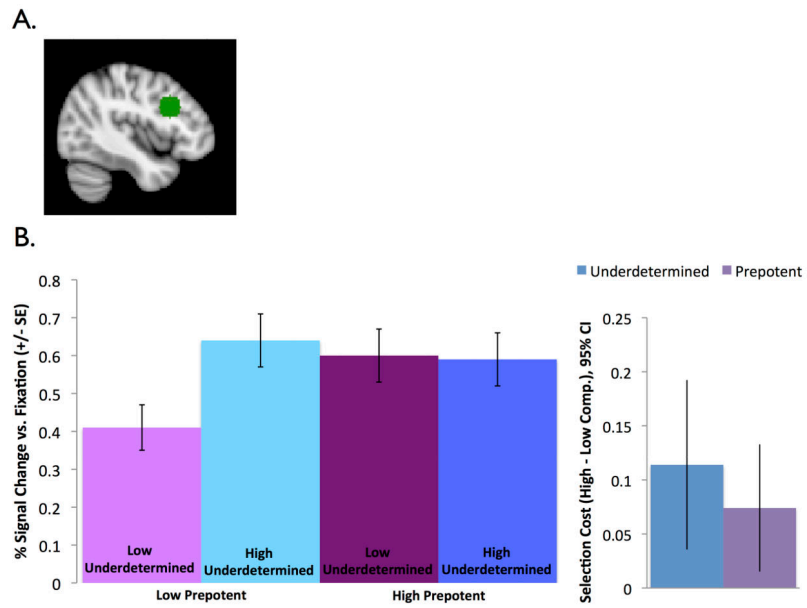 A.
B.
% Signal Change vs. Fixation (+/- SE)
0.8
0.7
0.6
0.5
0.4
0.3
0.2
0.1
0
Low
Underdetermined
High
Underdetermined
Low
Underdetermined
High
Underdetermined
Low Prepotent
High Prepotent
Underdetermined
Prepotent
Selection Cost (High - Low Comp.), 95% CI
0.25
0.2
0.15
0.1
0.05
0